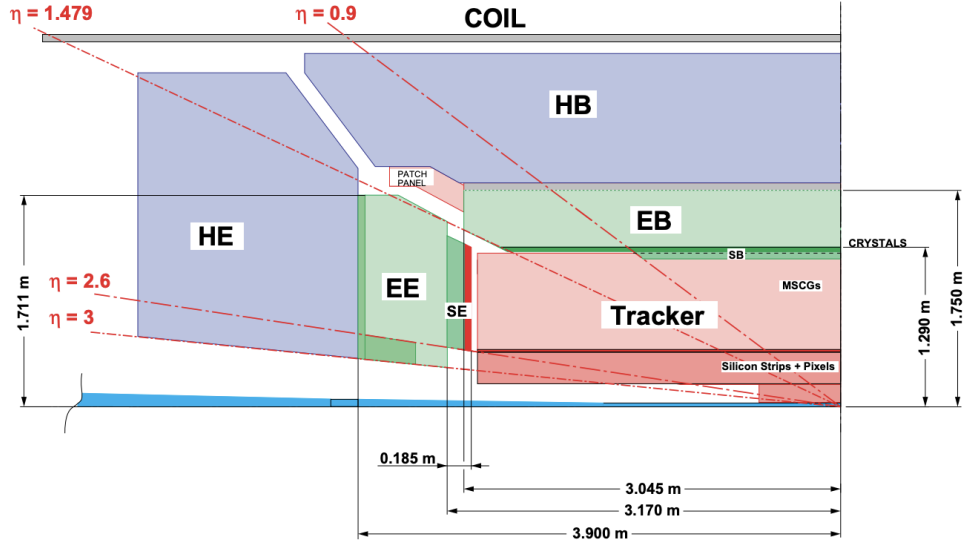 η = 1.479
η = 0.9
COIL
HB
PATCH
PANEL
HE
EB
EE
SE
SB
CRYSTALS
MSCGs
Tracker
η = 2.6
η = 3
Silicon Strips + Pixels
1.711 m
1.290 m
1.750 m
0.185 m
3.045 m
3.170 m
3.900 m